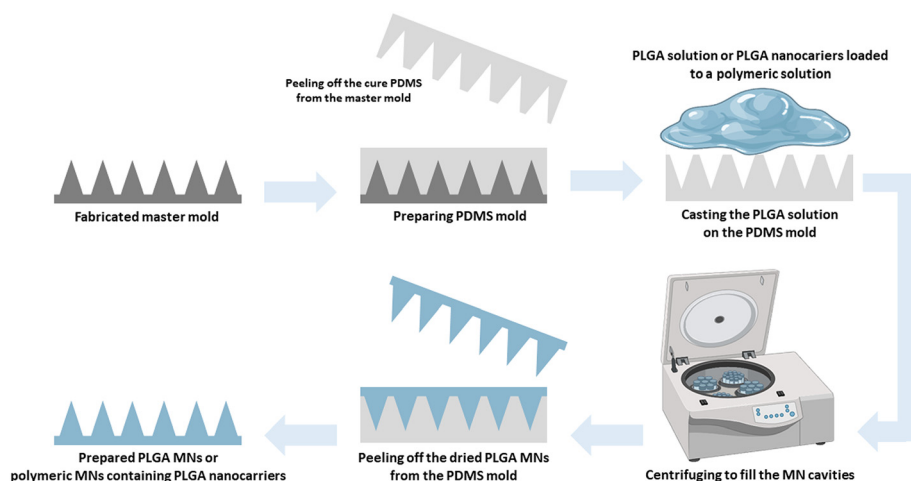 Peeling off the cure PDMS
from the master mold
PLGA solution or PLGA nanocariers loaded
to a polymeric solution
Fabricated master mold
Preparing PDMS mold
Casting the PLGA solution
on the PDMS mold
Prepared PLGA MNs or
polymeric MNs containing PLGA nanocarriers
Peeling off the dried PLGA MNs
from the PDMS mold
Centrifuging to fill the MN cavities